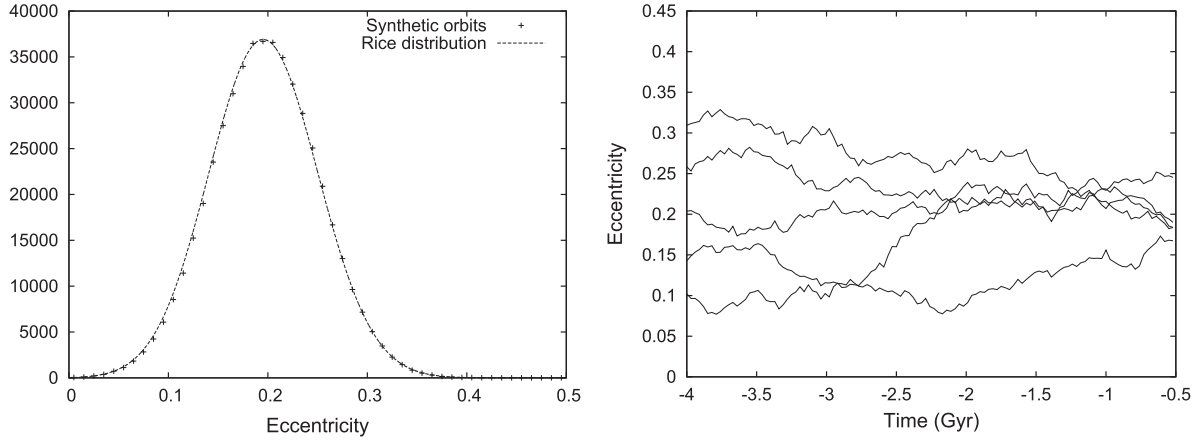 40000
35000
30000
25000
20000
15000
10000
5000
0
0 0.1 0.2 0.3 0.4 0.5
Eccentricity
Synthetic orbits
Rice distribution
0.45
0.4
0.35
0.3
0.25
0.2
0.15
0.1
0.05
0
Eccentricity
-4 -3.5 -3 -2.5 -2 -1.5 -1 -0.5
Time (Gyr)